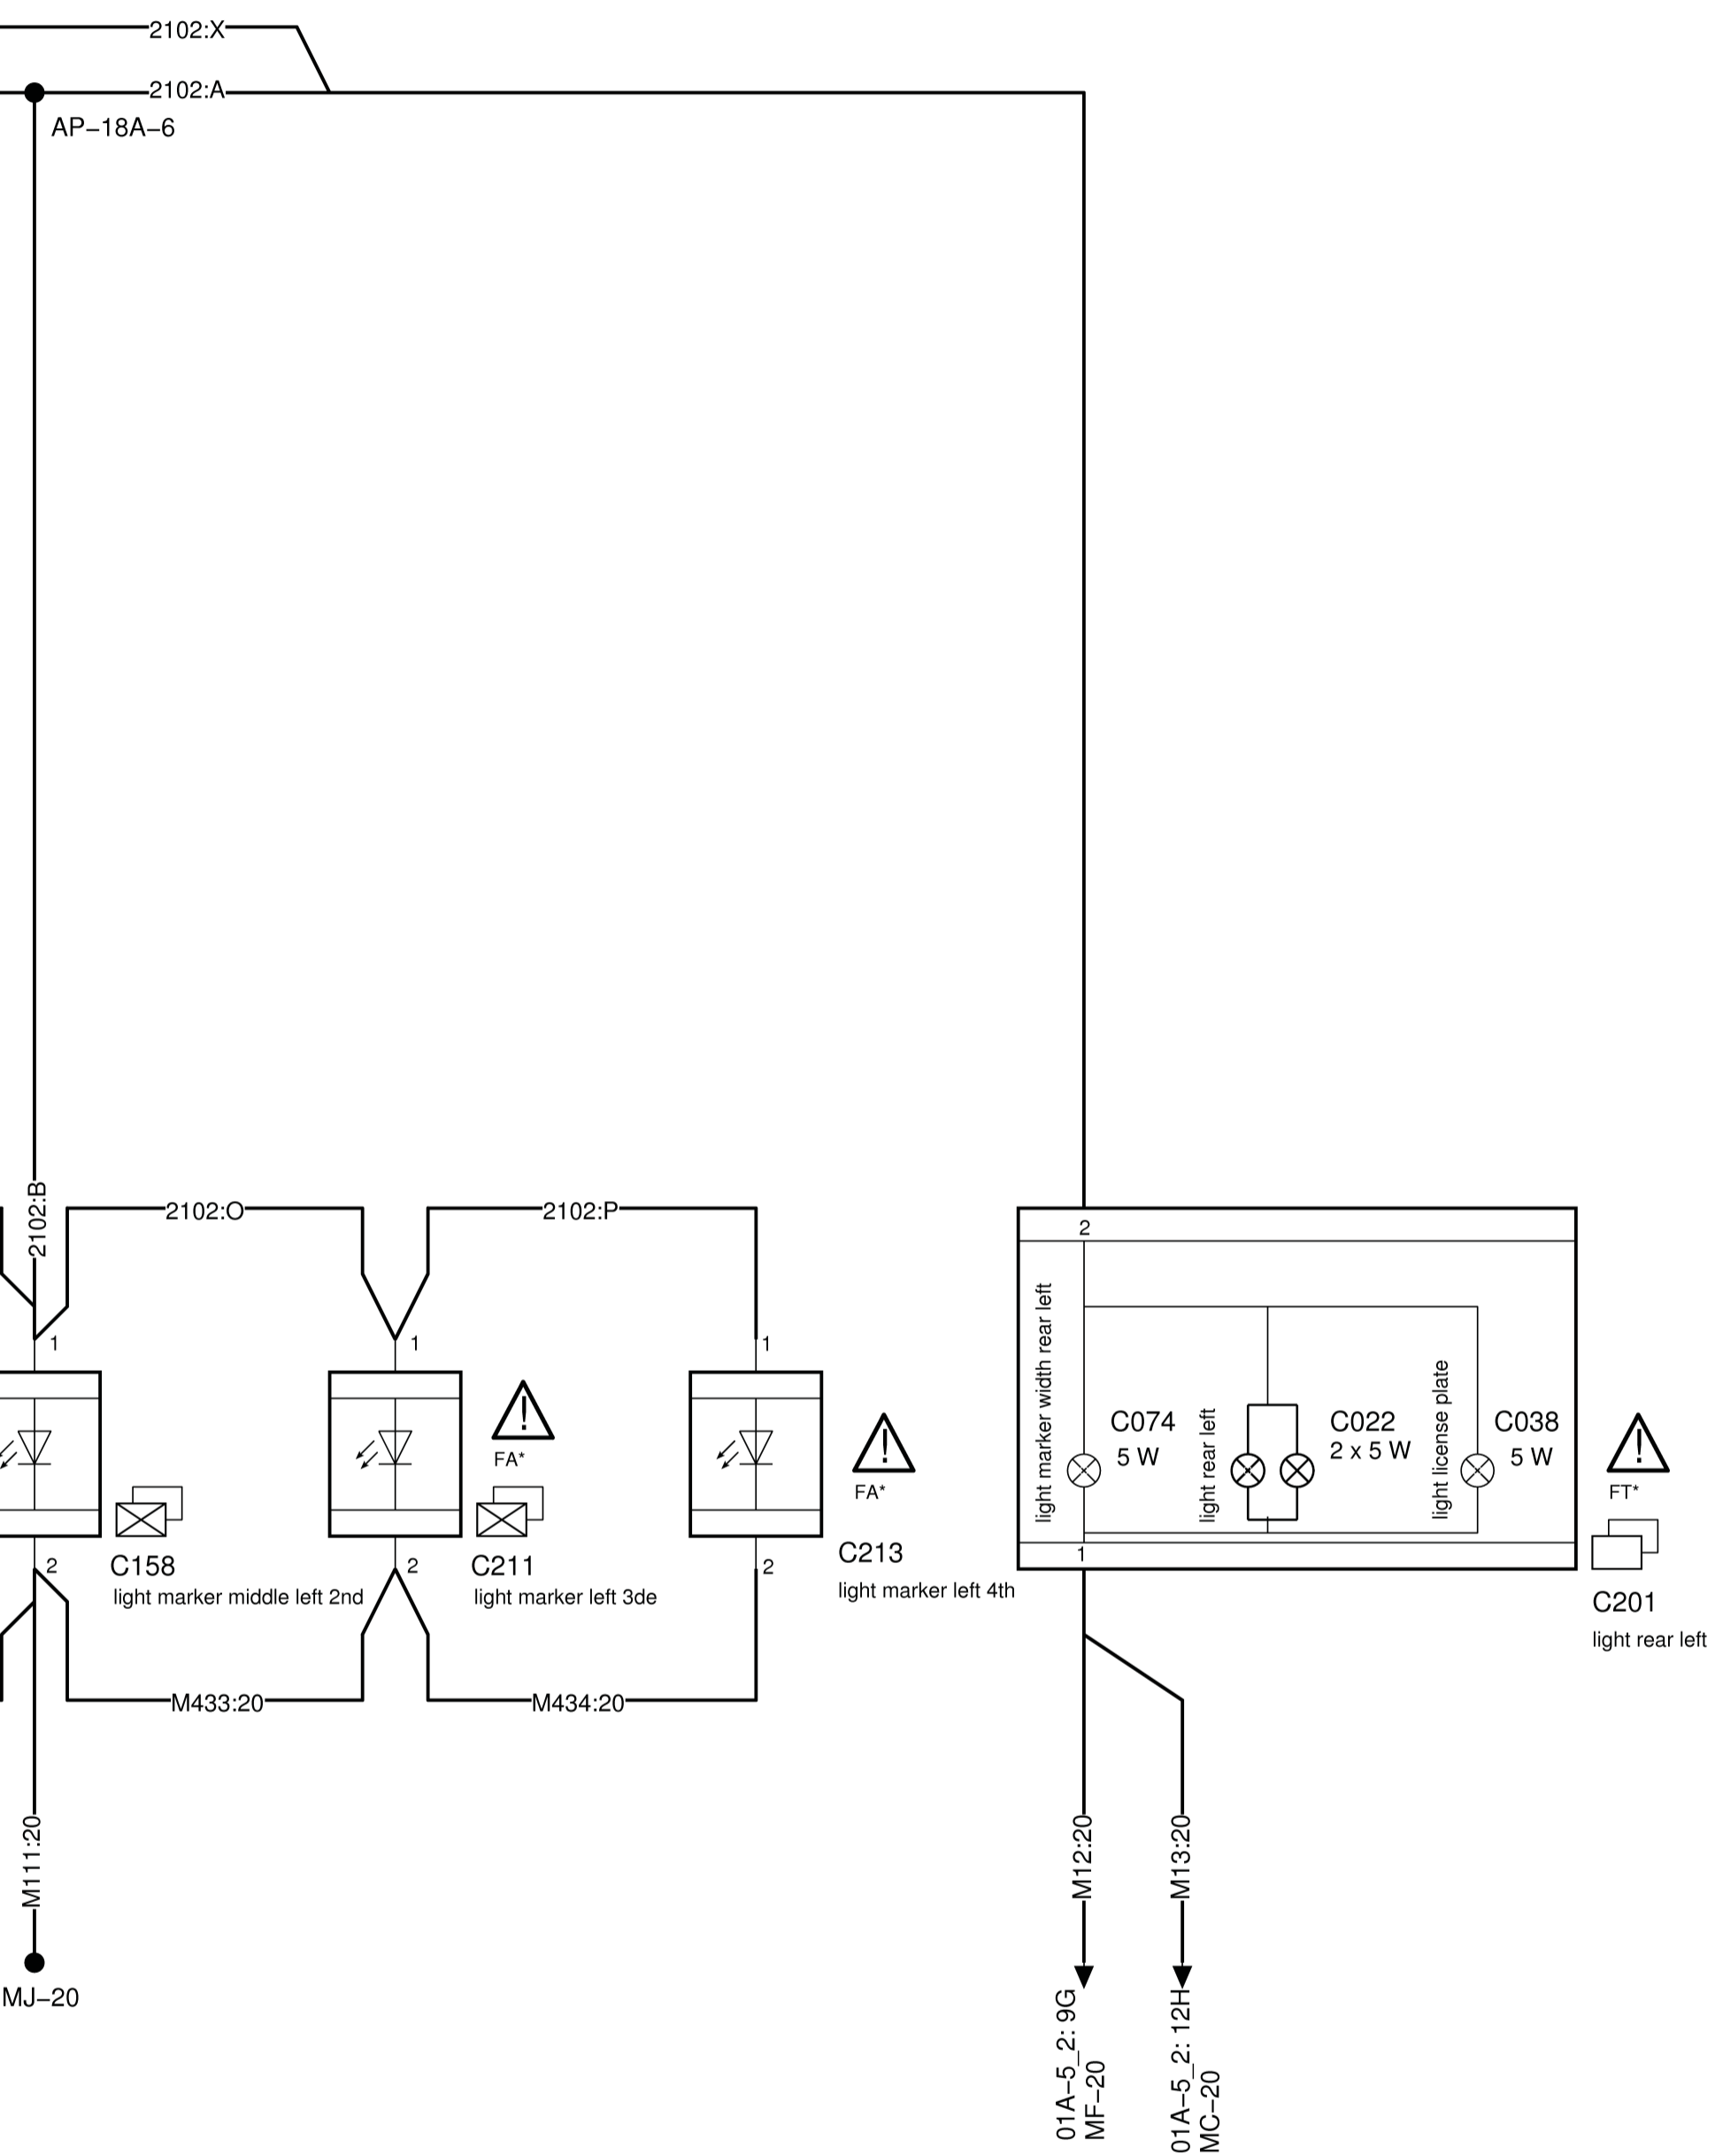 2102:X
2102:A
AP-18A-6
2102:B
2102:O
2102:P
2
1
1
1
light marker width rear left
C074
5 W
light rear left
C022
2 x 5 W
light license plate
C038
5 W
!
FA*
!
FA*
!
FT*
1
2
C158
light marker middle left 2nd
2
C211
light marker left 3de
2
C213
light marker left 4th
C201
light rear left
M433:20
M434:20
M111:20
M12:20
M13:20
MJ-20
01A-5_2: 9G
MF-20
01A-5_2: 12H
MC-20